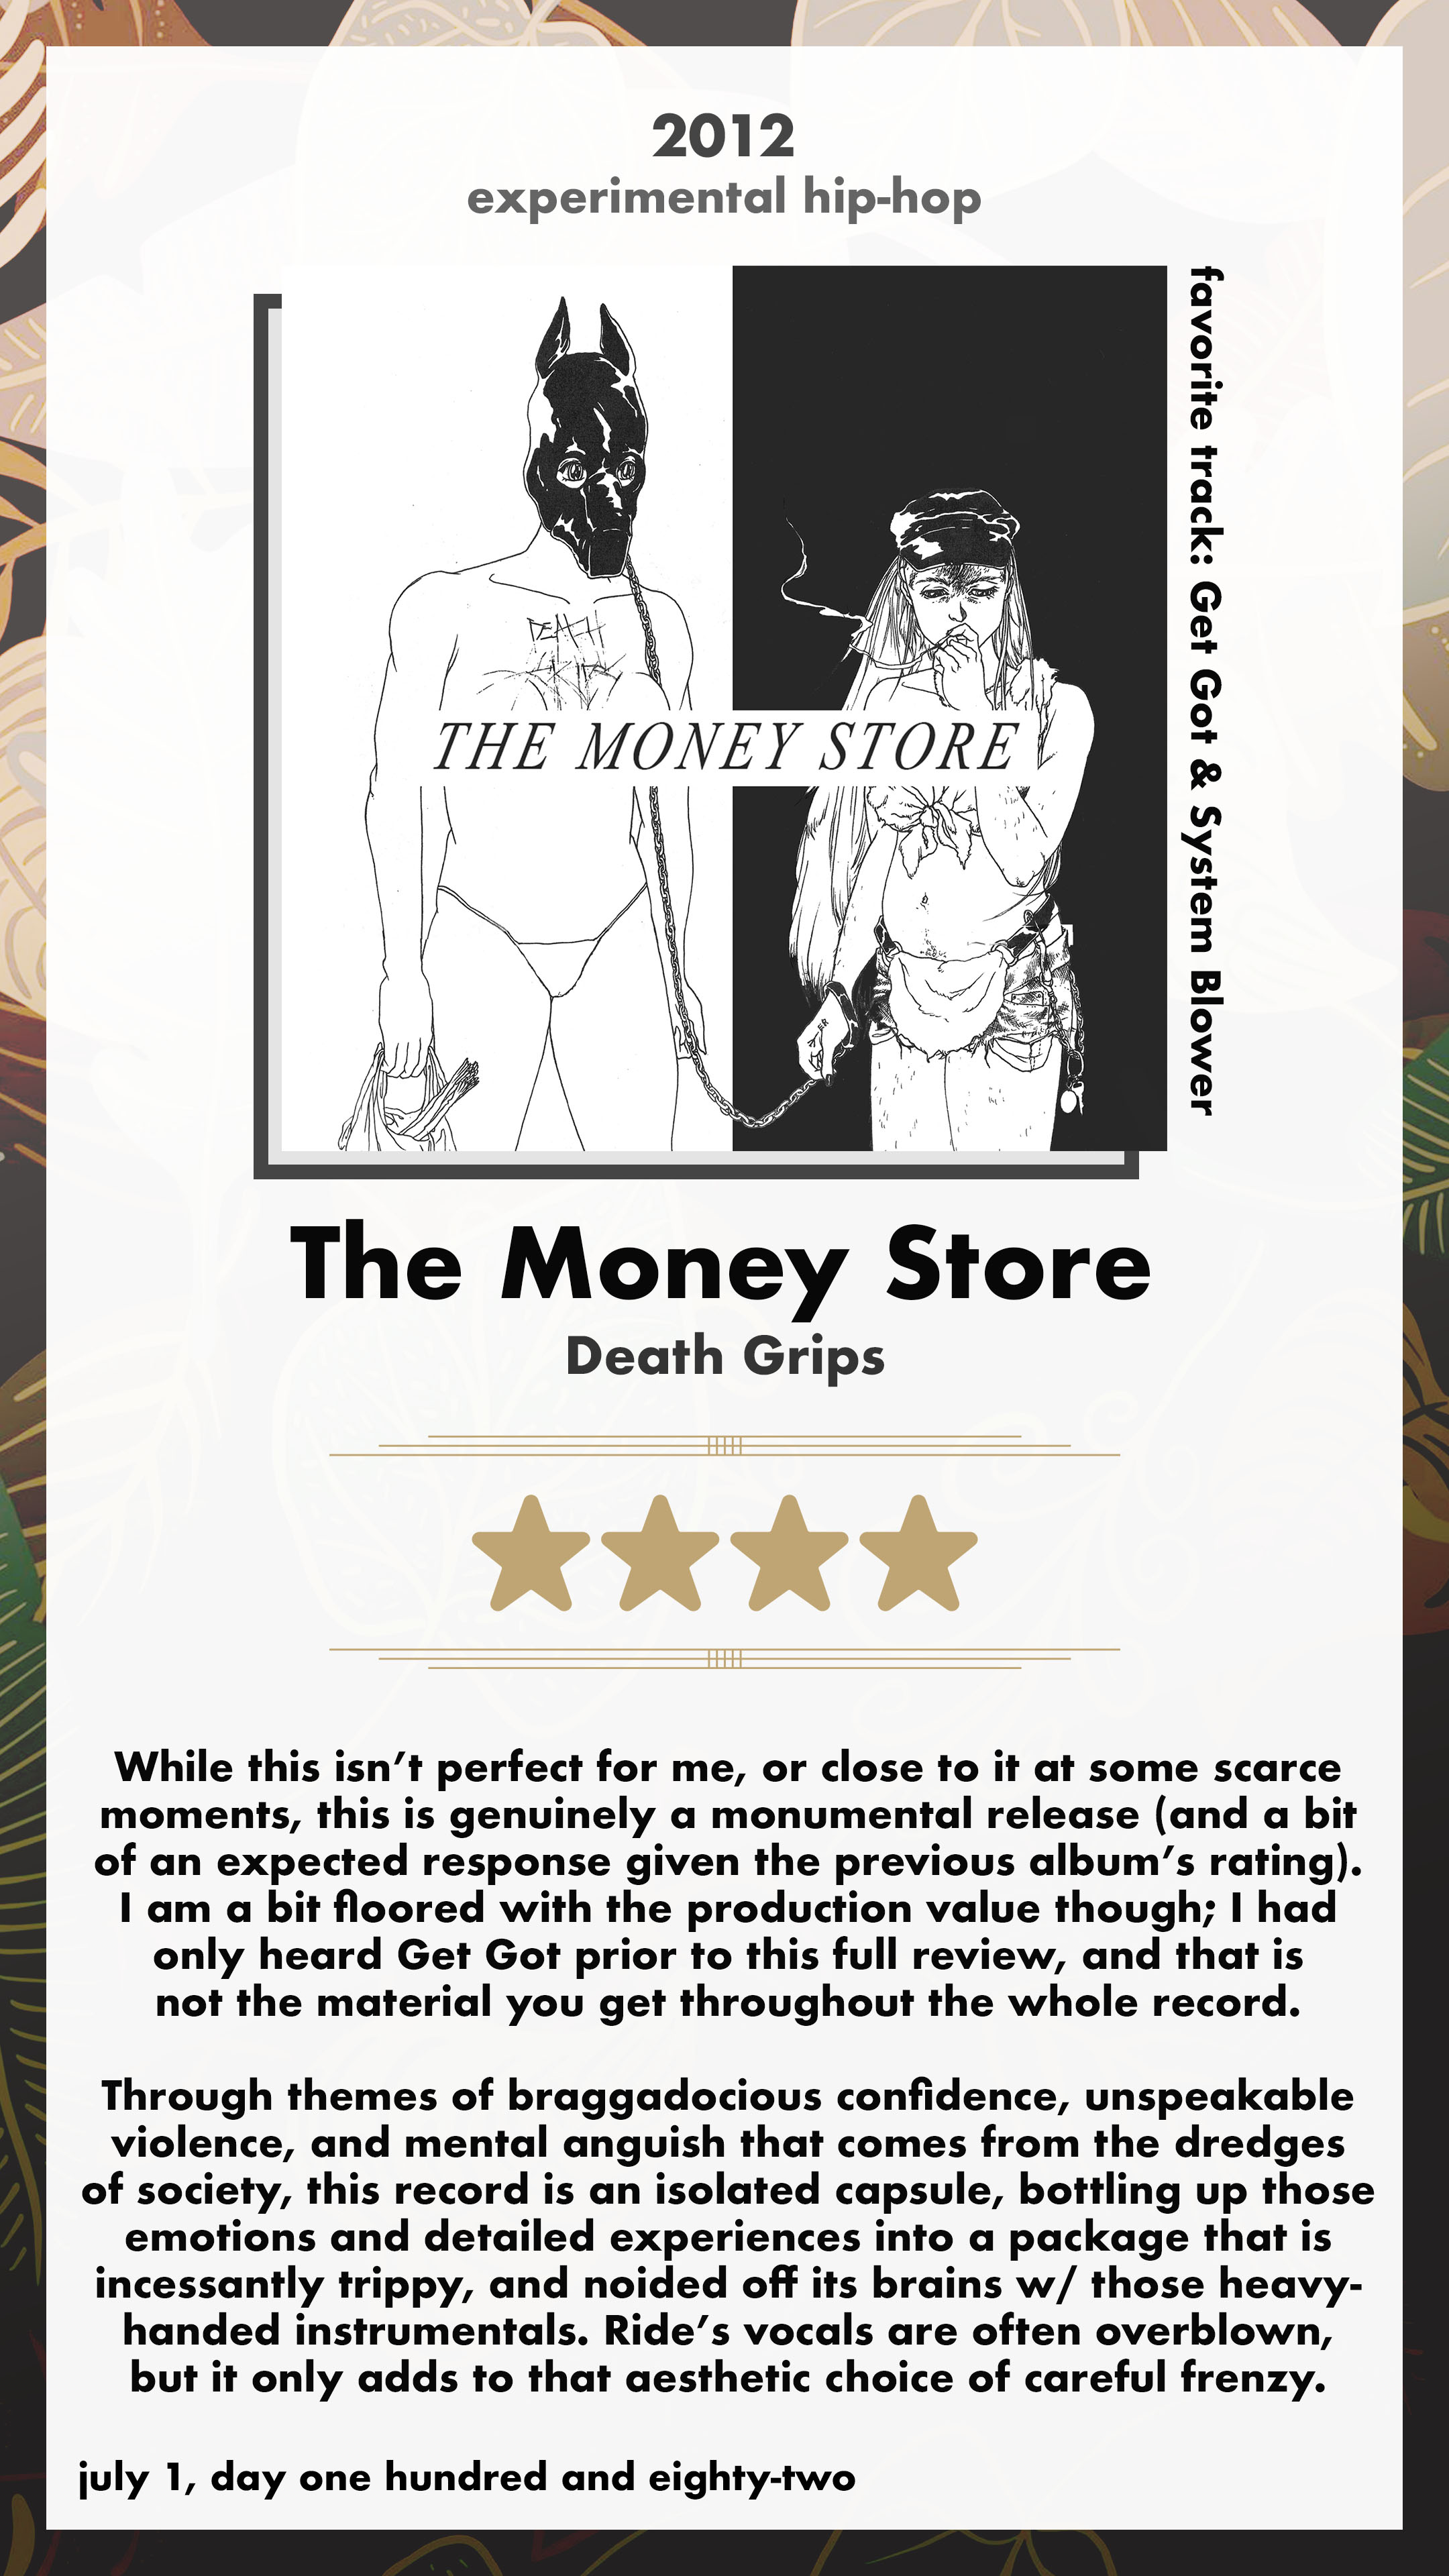 2012
experimental hip-hop
favorite track: Get Got & System Blower
DEATH
GRIPS
THE MONEY STORE
ER
The Money Store
Death Grips
While this isn’t perfect for me, or close to it at some scarce
moments, this is genuinely a monumental release (and a bit
of an expected response given the previous album’s rating).
I am a bit floored with the production value though; I had
only heard Get Got prior to this full review, and that is
not the material you get throughout the whole record.
Through themes of braggadocious confidence, unspeakable
violence, and mental anguish that comes from the dredges
of society, this record is an isolated capsule, bottling up those
emotions and detailed experiences into a package that is
incessantly trippy, and noided off its brains w/ those heavy-
handed instrumentals. Ride’s vocals are often overblown,
but it only adds to that aesthetic choice of careful frenzy.
july 1, day one hundred and eighty-two